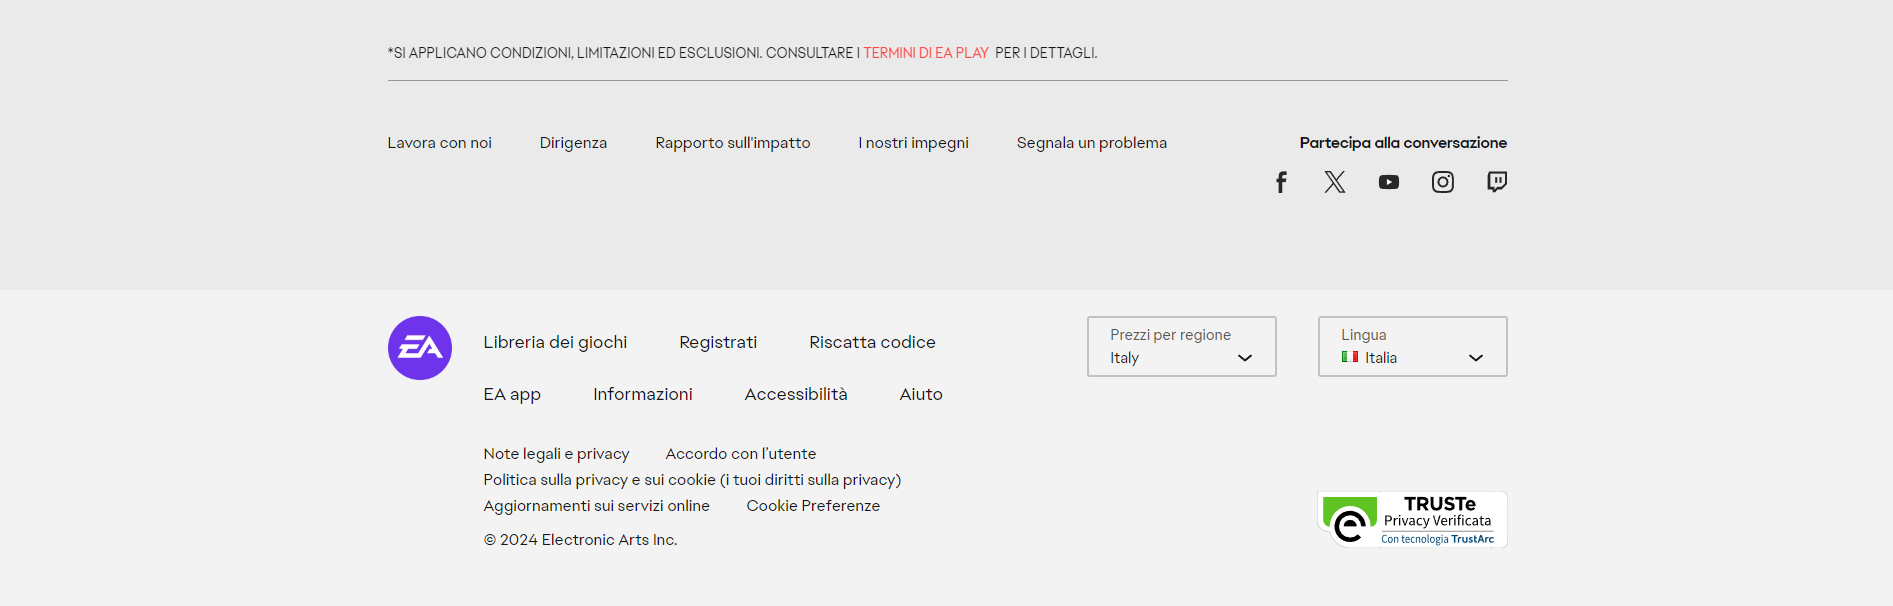 *SI APPLICANO CONDIZIONI, LIMITAZIONI ED ESCLUSIONI. CONSULTARE I TERMINI DI EA PLAY PER I DETTAGLI.
Lavora con noi Dirigenza Rapporto sull'impatto I nostri impegni Segnala un problema
Partecipa alla conversazione
EA
Libreria dei giochi Registrati Riscatta codice
EA app Informazioni Accessibilità Aiuto
Prezzi per regione
Italy
Lingua
Italia
Note legali e privacy Accordo con l’utente
Politica sulla privacy e sui cookie (i tuoi diritti sulla privacy)
Aggiornamenti sui servizi online Cookie Preferenze
© 2024 Electronic Arts Inc.
TRUSTe
Privacy Verificata
Con tecnologia TrustArc